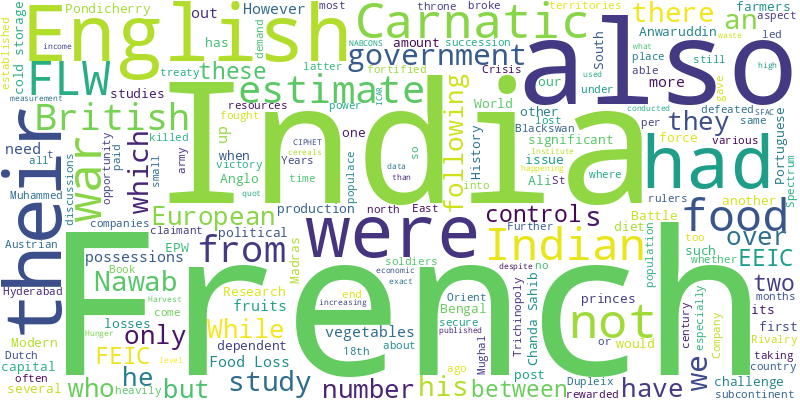 Pondicherry out However most throne broke territories
established cold storage English has NABCONS Carnatic an farmers
income demand amount succession South Anwaruddin led aspect
FLW treaty these latter fortified government there Crisis place still
measurement studies estimate resources our able more under
British killed up power ICAR World other used defeated same
their need all t which fought CIPHET one so following Blackswan lost per SFAC
discussions opportunity paid small army when cereals populace History significant conducted various
War victory Years data than issue where Institute force
Muhammed Anglo time quot into Ali St happening another rulers Portuguese Spectrum
India also had
Austrian companies European production north East controls Battle food
claimant political were Indian diet over
possessions EPW from Madras soldiers Further no too such whether EEIC
Hyderabad Book Nawab economic despite population two
Harvest Research end exact Orient Trichinopoly princes months
Modern losses come fruits increasing Bengal Chanda Sahib not its
only While secure published Mughal century first
Hunger FEIC level dependent vegetables French or would especially Rivalry
Dutch he Food Loss 18th about Company taking
capital several who but study number ago his between post have we challenge country
often heavily Dupleix rewarded gave what waste high subcontinent
they